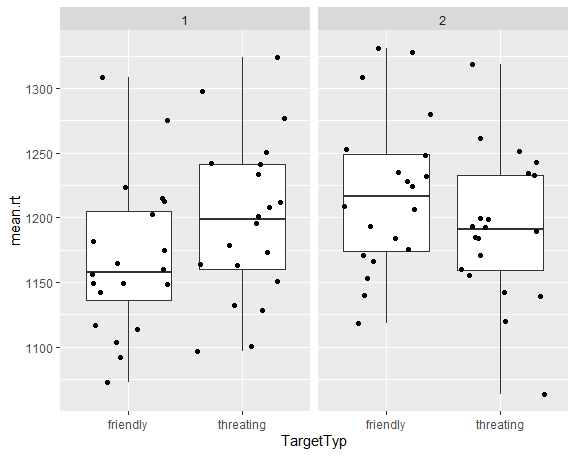 1 2
1300
1250
1200
1150
1100
mean.rt
friendly threating friendly threating
TargetTyp